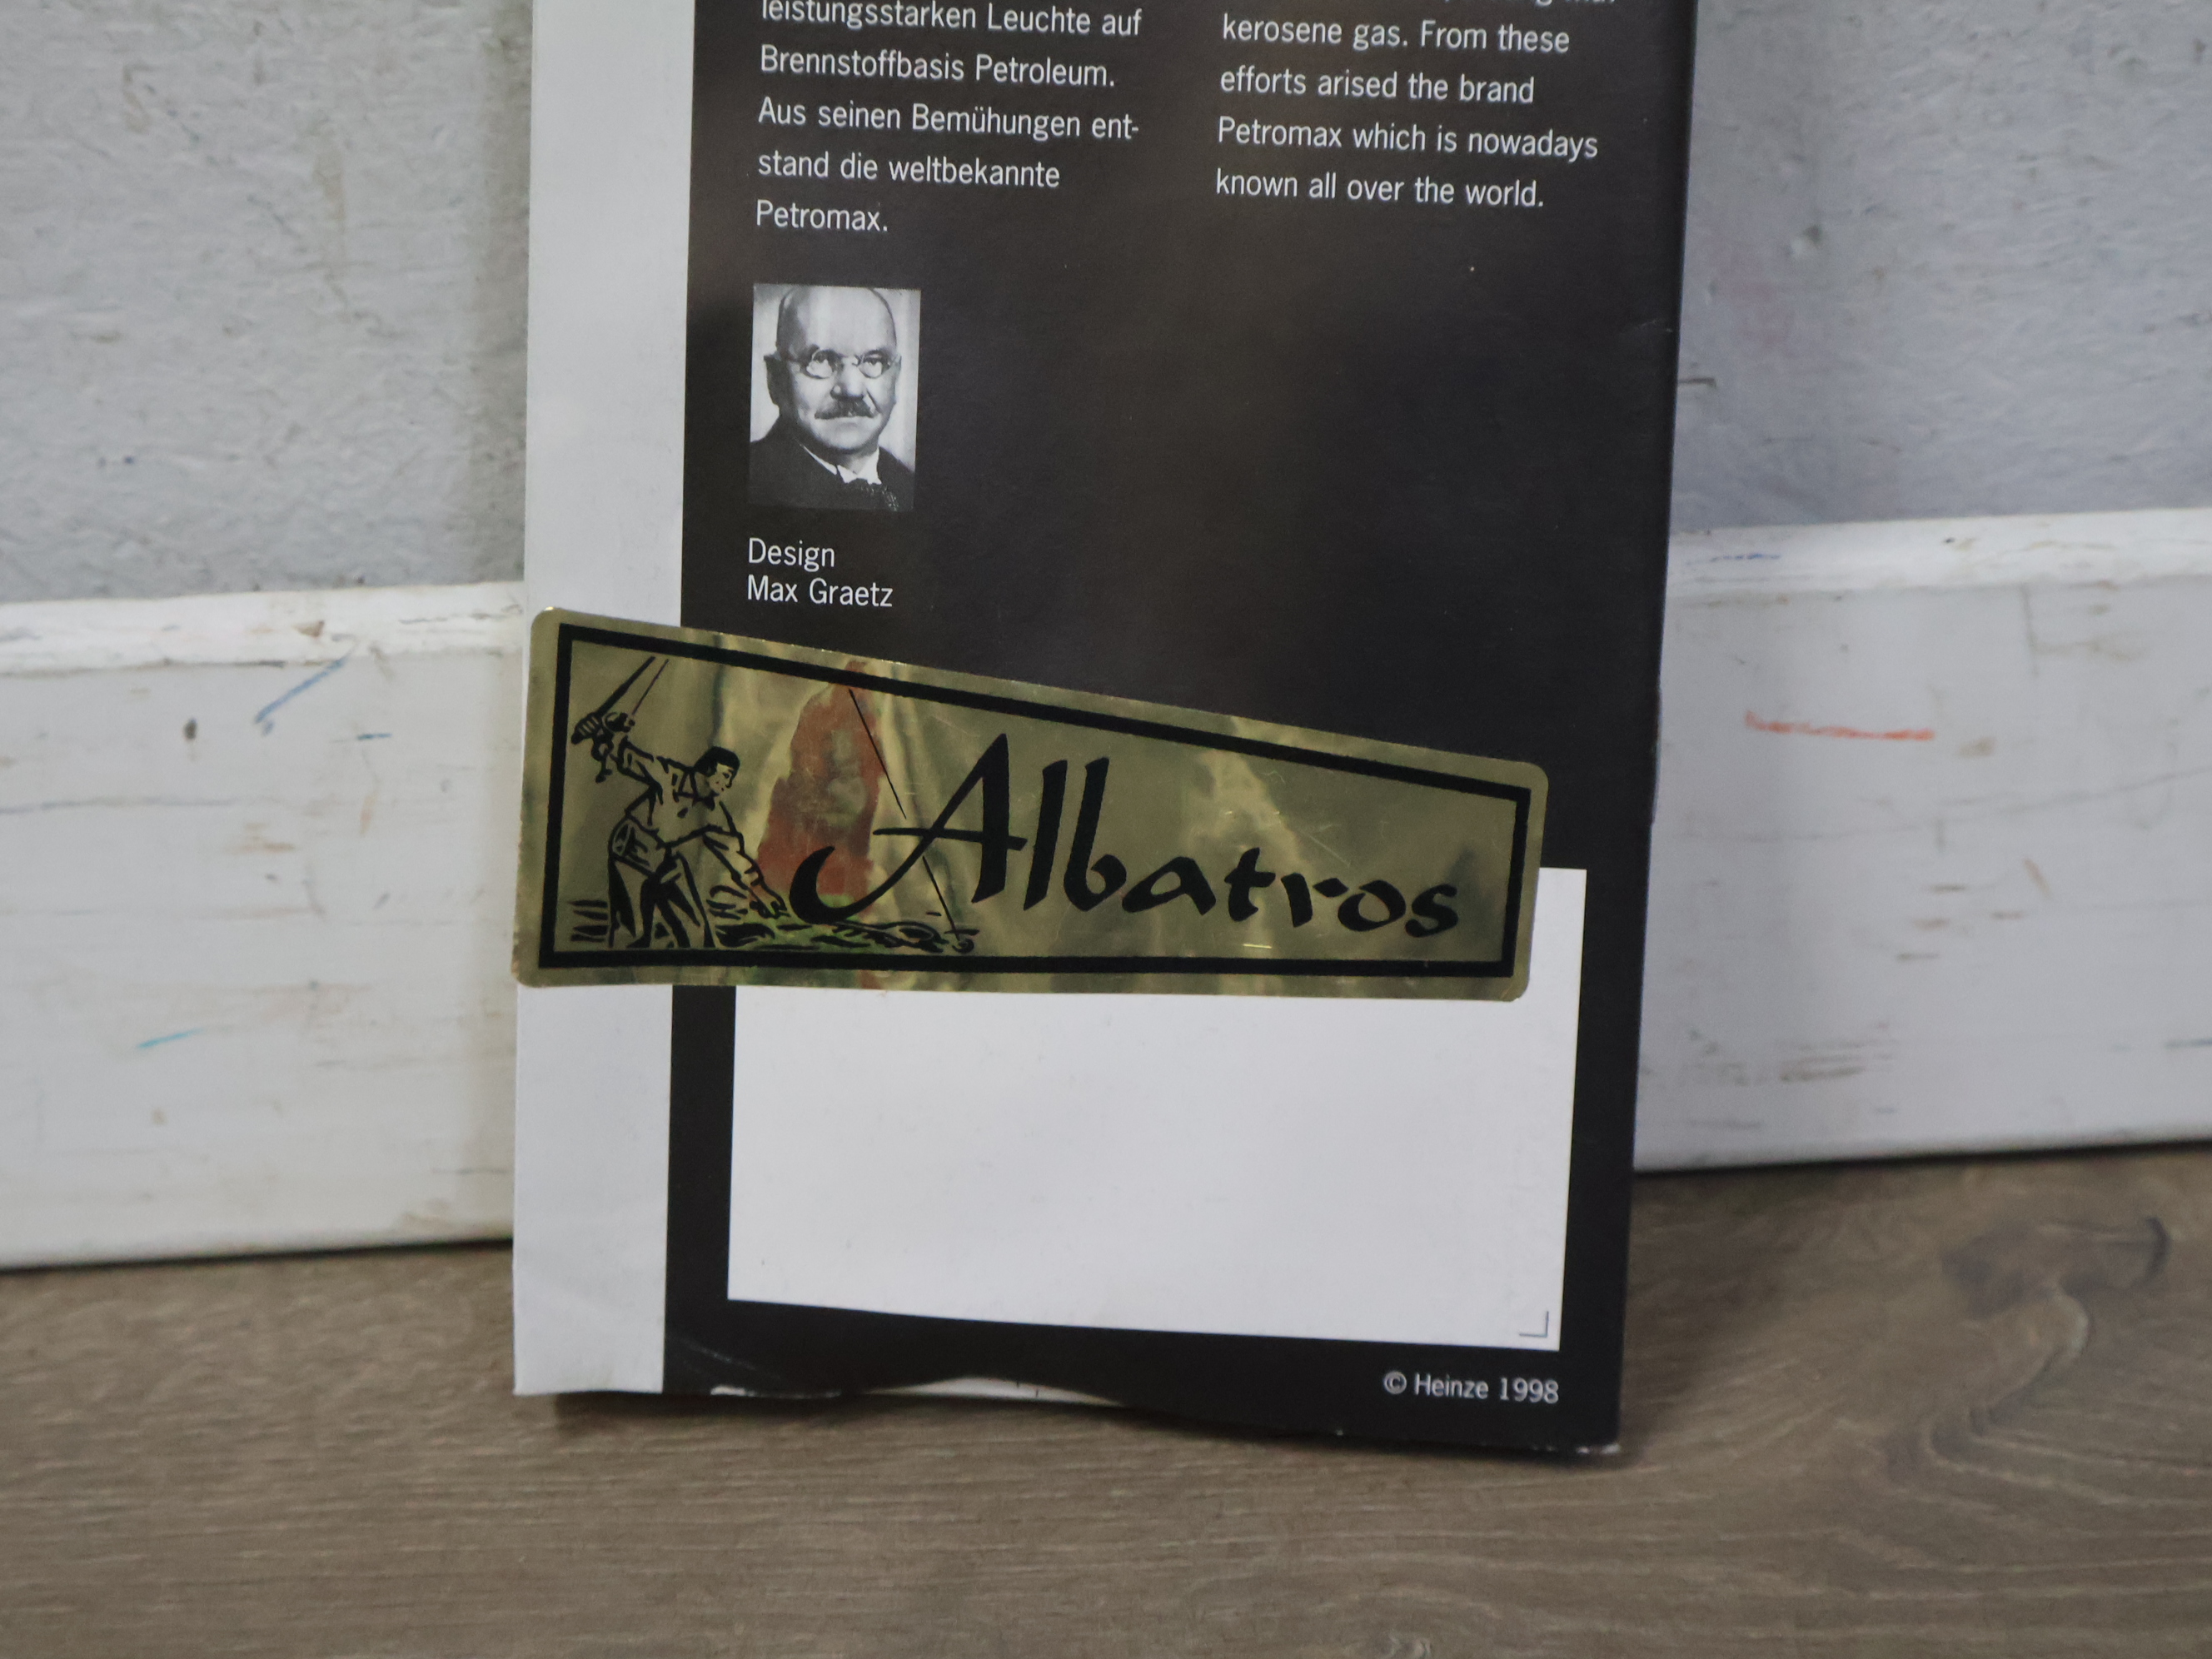 leistungsstarken Leuchte auf
Brennstoffbasis Petroleum.
Aus seinen Bemühungen ent-
stand die weltbekannte
Petromax.
kerosene gas. From these
efforts arised the brand
Petromax which is nowadays
known all over the world.
Design
Max Graetz
Albatros
© Heinze 1998